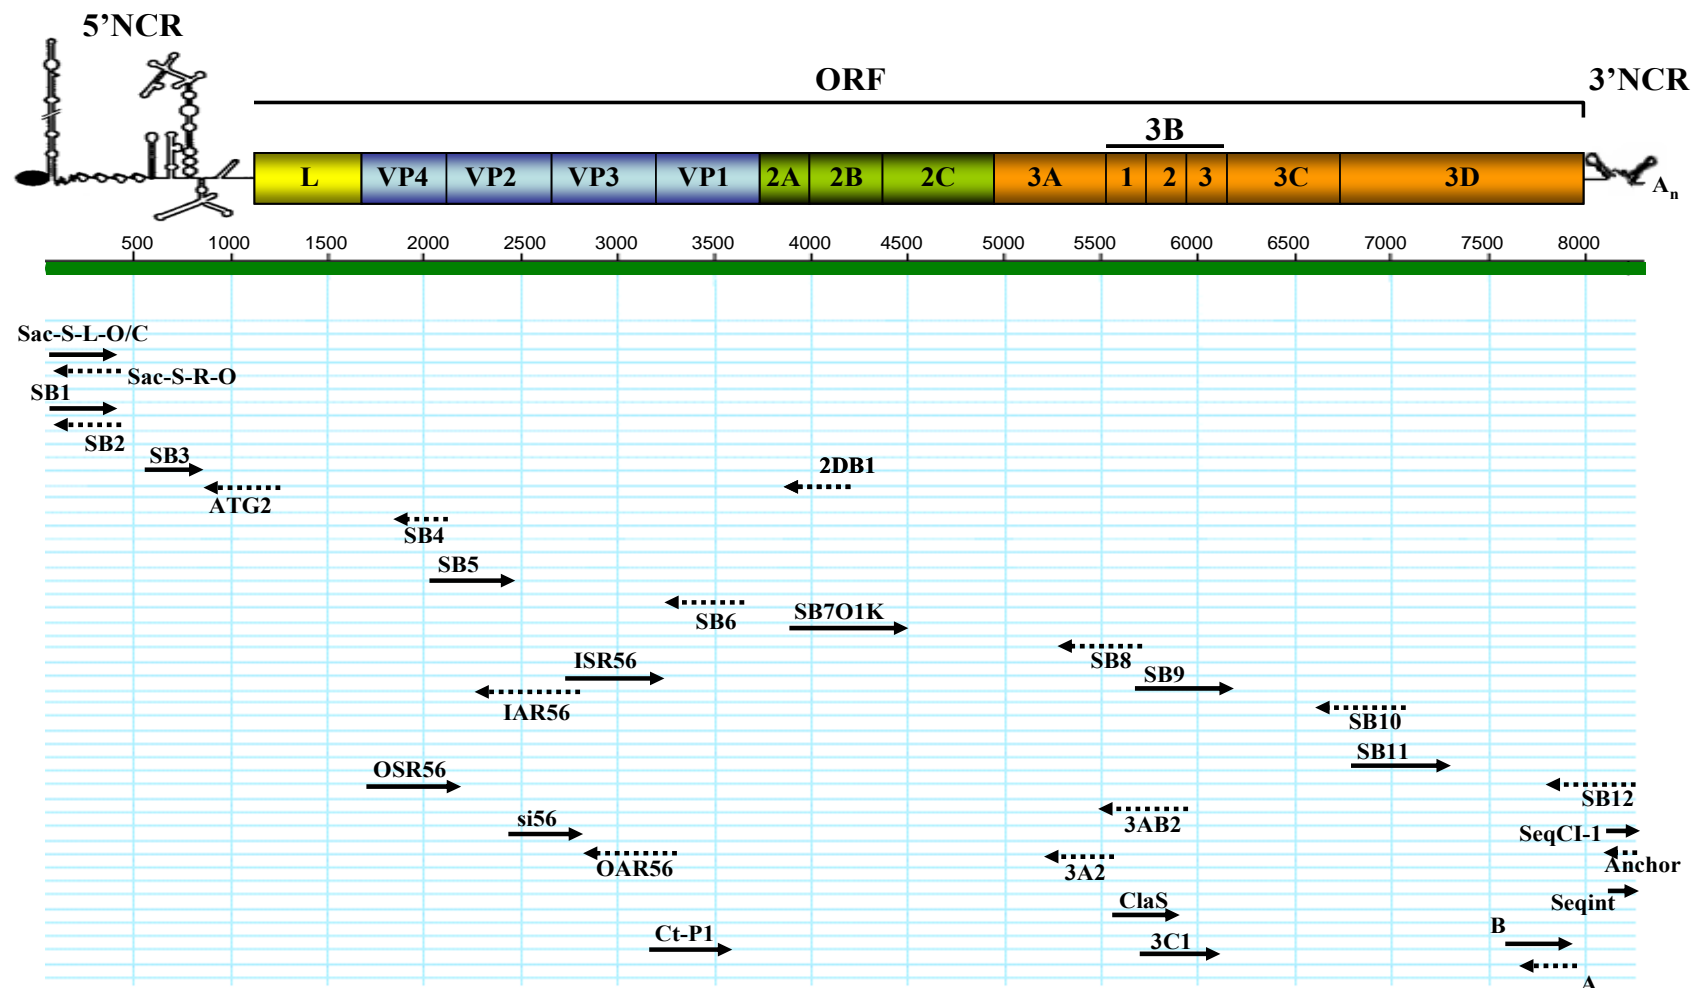 5’NCR
ORF
3’NCR
3B
L VP4 VP2 VP3 VP1 2A 2B 2C 3A 1 2 3 3C 3D
An
500 1000 1500 2000 2500 3000 3500 4000 4500 5000 5500 6000 6500 7000 7500 8000
Sac-S-L-O/C
Sac-S-R-O
SB1
SB2
SB3
2DB1
ATG2
SB4
SB5
SB6
SB7O1K
ISR56
SB8
SB9
IAR56
SB10
SB11
OSR56
SB12
si56
3AB2
SeqCI-1
OAR56
3A2
Anchor
ClaS
Seqint
Ct-P1
3C1
B
A